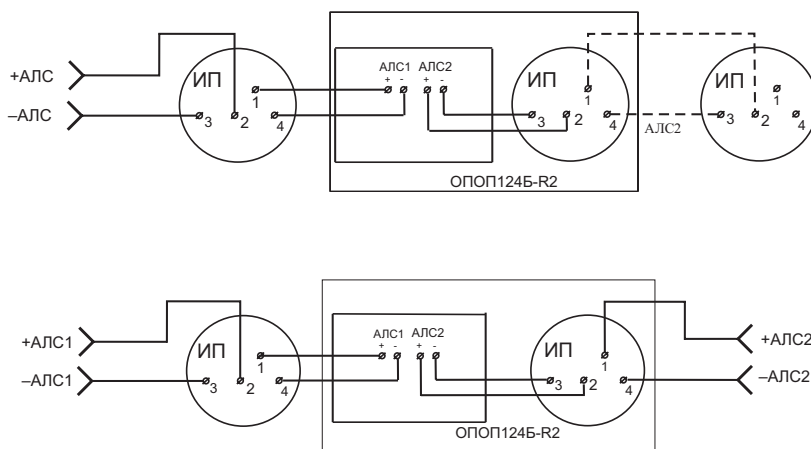 +АЛС
–АЛС
ИП
1
3
2
4
АЛС1
АЛС2
+
-
+
-
ИП
1
3
2
4
АЛС2
ИП
1
3
2
4
ОПОП124Б-R2
+АЛС1
–АЛС1
ИП
1
3
2
4
АЛС1
АЛС2
+
-
+
-
ИП
1
3
2
4
+АЛС2
–АЛС2
ОПОП124Б-R2